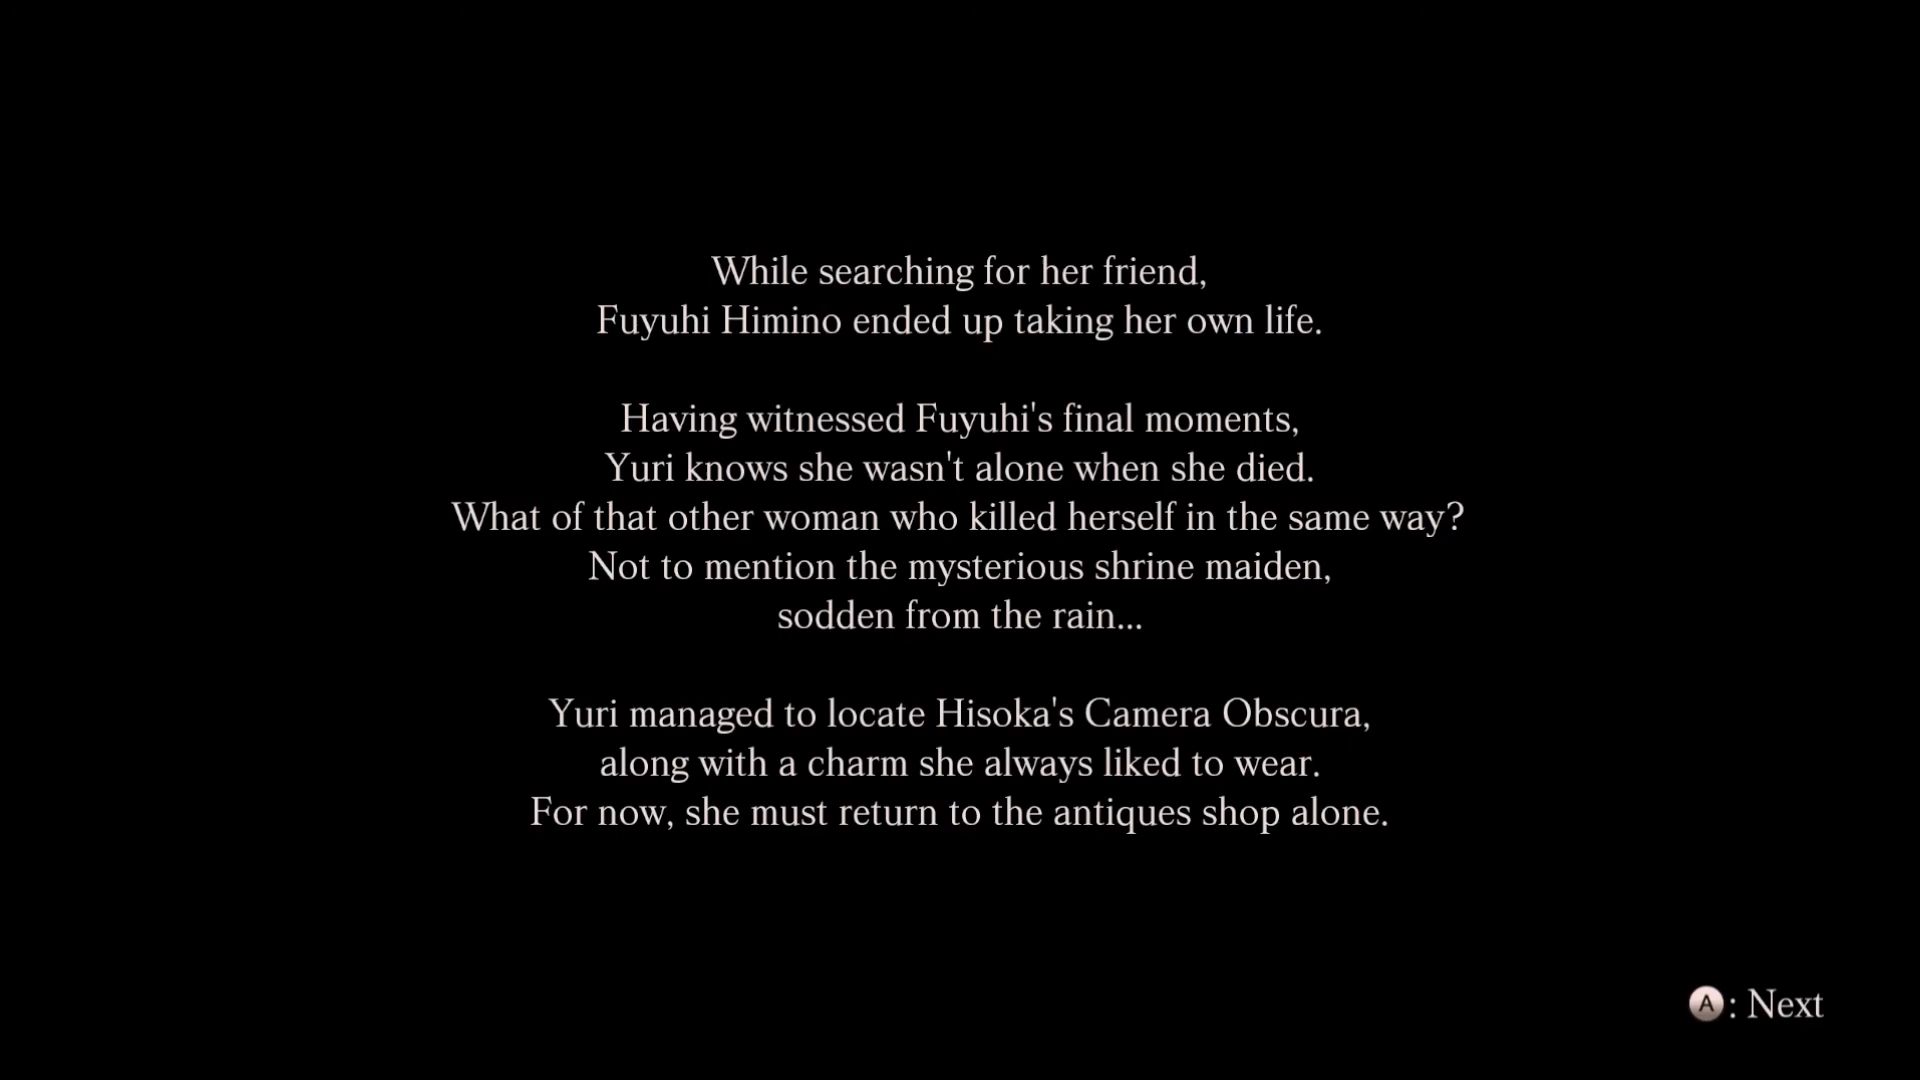 While searching for her friend,
Fuyuhi Himino ended up taking her own life.
Having witnessed Fuyuhi's final moments,
Yuri knows she wasn't alone when she died.
What of that other woman who killed herself in the same way?
Not to mention the mysterious shrine maiden,
sodden from the rain...
Yuri managed to locate Hisoka's Camera Obscura,
along with a charm she always liked to wear.
For now, she must return to the antiques shop alone.
A: Next